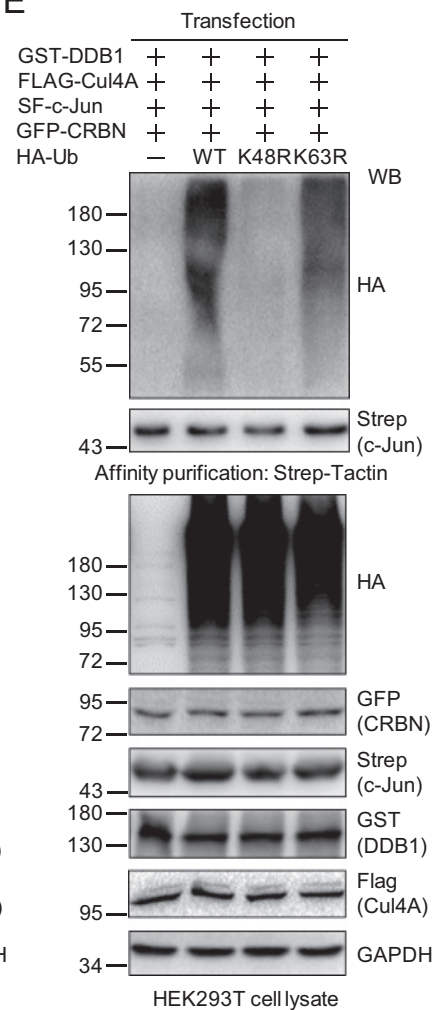 E
Transfection
GST-DDB1 + + + +
FLAG-Cul4A + + + +
SF-c-Jun + + + +
GFP-CRBN + + + +
HA-Ub — WT K48R K63R
WB
180
130
95
72
55
HA
43
Strep
(c-Jun)
Affinity purification: Strep-Tactin
180
130
95
72
HA
95
72
GFP
(CRBN)
43
Strep
(c-Jun)
180
130
GST
(DDB1)
95
Flag
(Cul4A)
34
GAPDH
HEK293T cell lysate